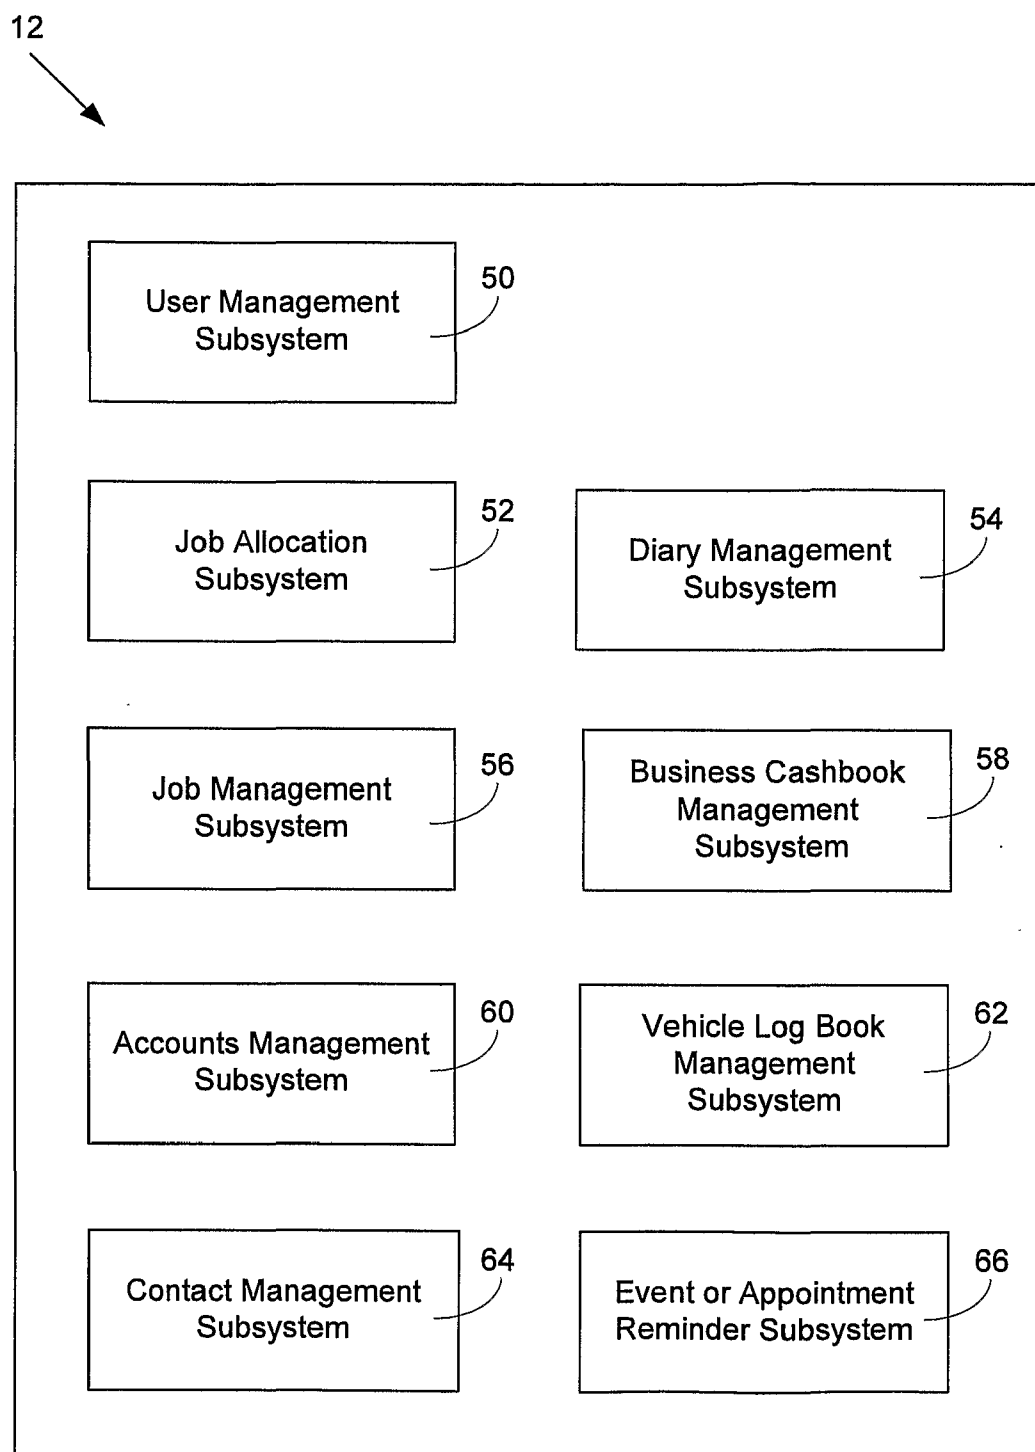 12
User Management
Subsystem
50
Job Allocation
Subsystem
52
Diary Management
Subsystem
54
Job Management
Subsystem
56
Business Cashbook
Management
Subsystem
58
Accounts Management
Subsystem
60
Vehicle Log Book
Management
Subsystem
62
Contact Management
Subsystem
64
Event or Appointment
Reminder Subsystem
66